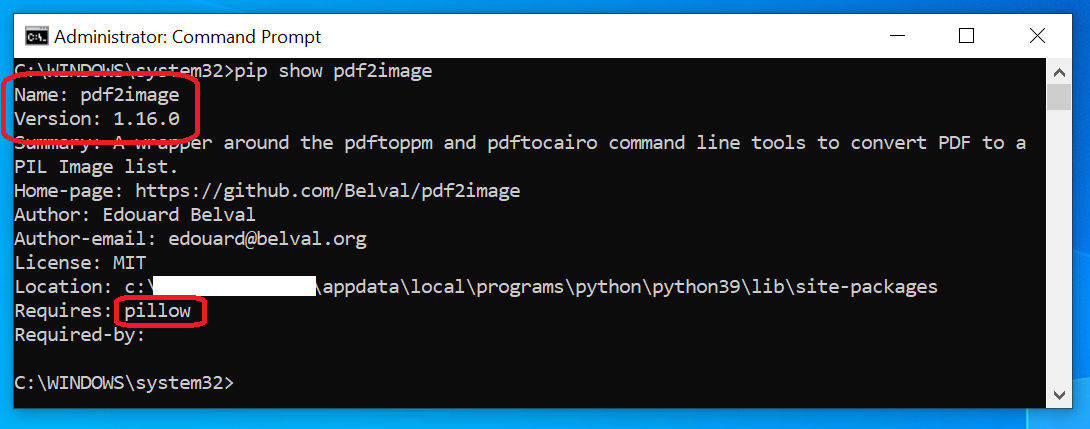 Administrator: Command Prompt
C:\WINDOWS\system32>pip show pdf2image
Name: pdf2image
Version: 1.16.0
Summary: A wrapper around the pdftoppm and pdftocairo command line tools to convert PDF to a
PIL Image list.
Home-page: https://github.com/Belval/pdf2image
Author: Edouard Belval
Author-email: edouard@belval.org
License: MIT
Location: c:\ \appdata\local\programs\python\python39\lib\site-packages
Requires: pillow
Required-by:
C:\WINDOWS\system32>